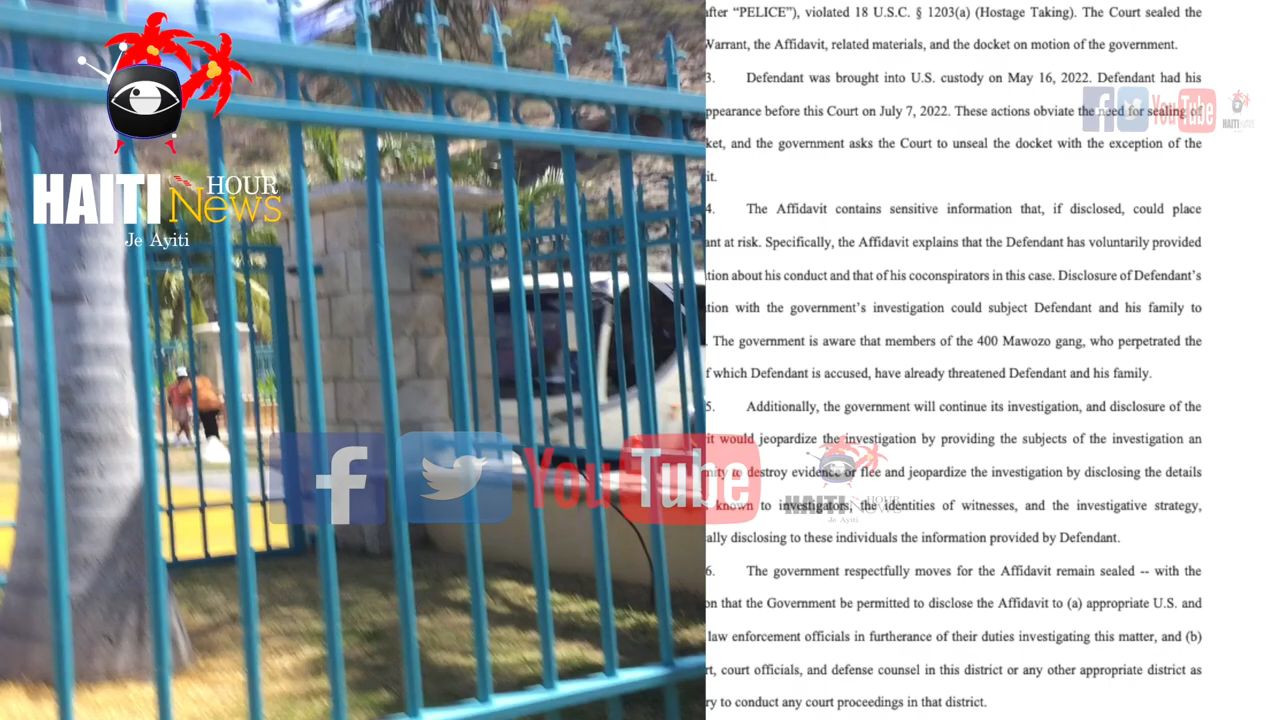 HAITI HOUR
News
Je Ayiti
f
YouTube
after “PELICE”), violated 18 U.S.C. § 1203(a) (Hostage Taking). The Court sealed the
Warrant, the Affidavit, related materials, and the docket on motion of the government.
3. Defendant was brought into U.S. custody on May 16, 2022. Defendant had his
ppearance before this Court on July 7, 2022. These actions obviate the need for sealing of
ket, and the government asks the Court to unseal the docket with the exception of the
it.
4. The Affidavit contains sensitive information that, if disclosed, could place
ant at risk. Specifically, the Affidavit explains that the Defendant has voluntarily provided
tion about his conduct and that of his coconspirators in this case. Disclosure of Defendant’s
tion with the government’s investigation could subject Defendant and his family to
. The government is aware that members of the 400 Mawozo gang, who perpetrated the
f which Defendant is accused, have already threatened Defendant and his family.
5. Additionally, the government will continue its investigation, and disclosure of the
it would jeopardize the investigation by providing the subjects of the investigation an
nity to destroy evidence or flee and jeopardize the investigation by disclosing the details
known to investigators, the identities of witnesses, and the investigative strategy,
ally disclosing to these individuals the information provided by Defendant.
6. The government respectfully moves for the Affidavit remain sealed -- with the
on that the Government be permitted to disclose the Affidavit to (a) appropriate U.S. and
law enforcement officials in furtherance of their duties investigating this matter, and (b)
rt, court officials, and defense counsel in this district or any other appropriate district as
ry to conduct any court proceedings in that district.
f
YouTube
HAITI HOUR
News
Je Ayiti